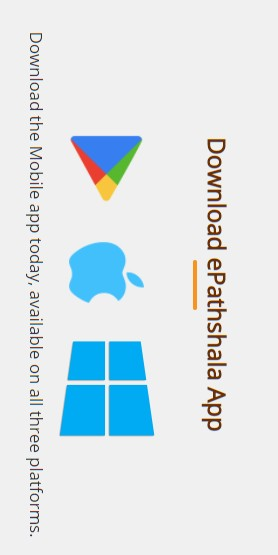 Download ePathshala App
Download the Mobile app today, available on all three platforms.